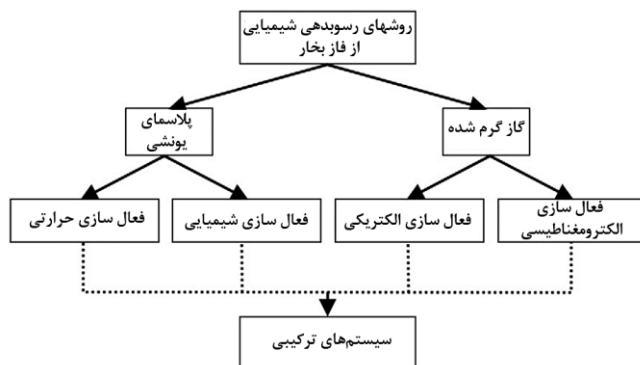 روشهای رسوبدهی شیمیایی
از فاز بخار
گاز گرم شده
پلاسمای
یونشی
فعال سازی
الکترومغناطیسی
فعال سازی الکتریکی
فعال سازی شیمیایی
فعال سازی حرارتی
سیستم‌های ترکیبی